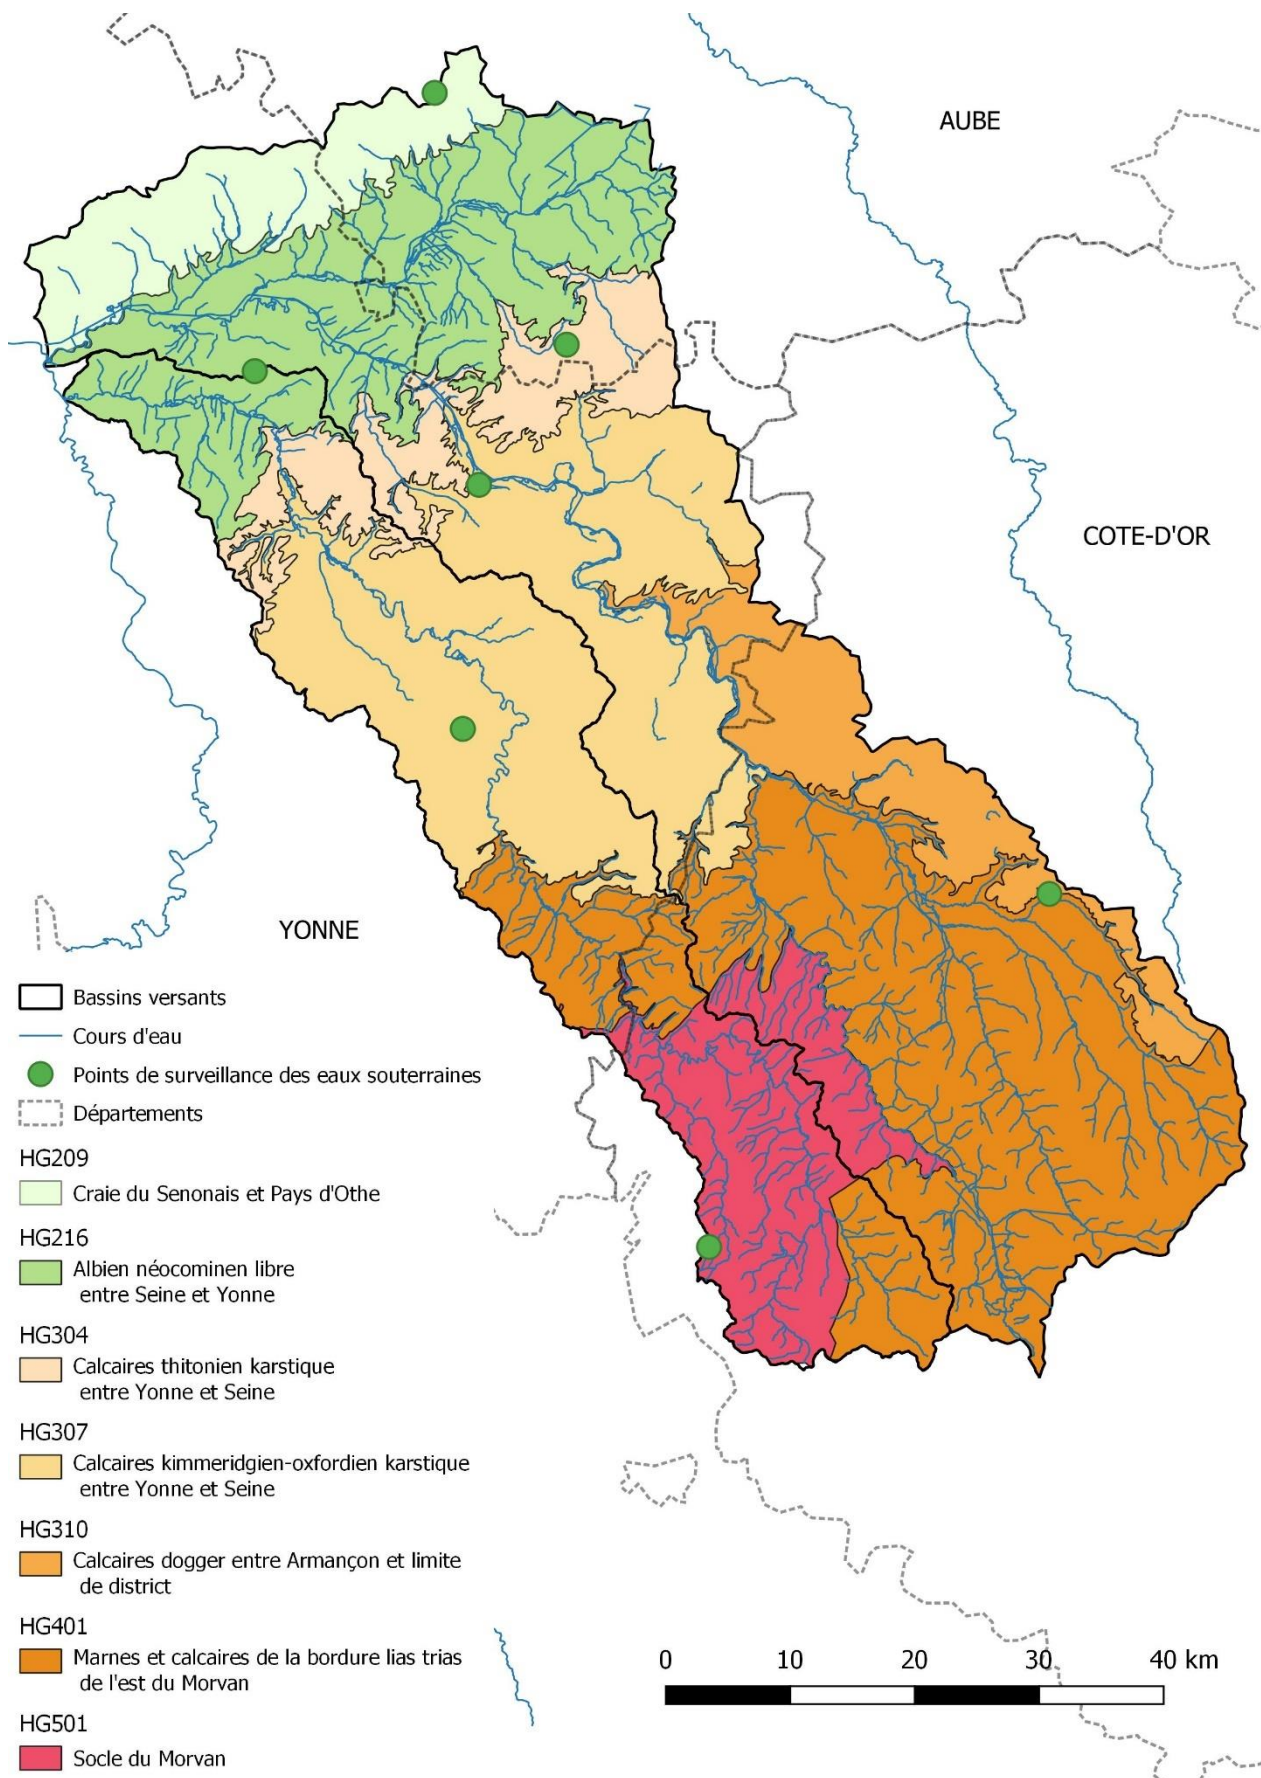 AUBE
COTE-D'OR
YONNE
Bassins versants
Cours d'eau
Points de surveillance des eaux souterraines
Départements
HG209
Craie du Senonais et Pays d'Othe
HG216
Albien néocominen libre
entre Seine et Yonne
HG304
Calcaires thitonien karstique
entre Yonne et Seine
HG307
Calcaires kimmeridgien-oxfordien karstique
entre Yonne et Seine
HG310
Calcaires dogger entre Armançon et limite
de district
HG401
Marnes et calcaires de la bordure lias trias
de l'est du Morvan
HG501
Socle du Morvan
0 10 20 30 40 km